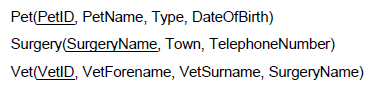 Pet(PetID, PetName, Type, DateOfBirth)
Surgery(SurgeryName, Town, TelephoneNumber)
Vet(VetID, VetForename, VetSurname, SurgeryName)